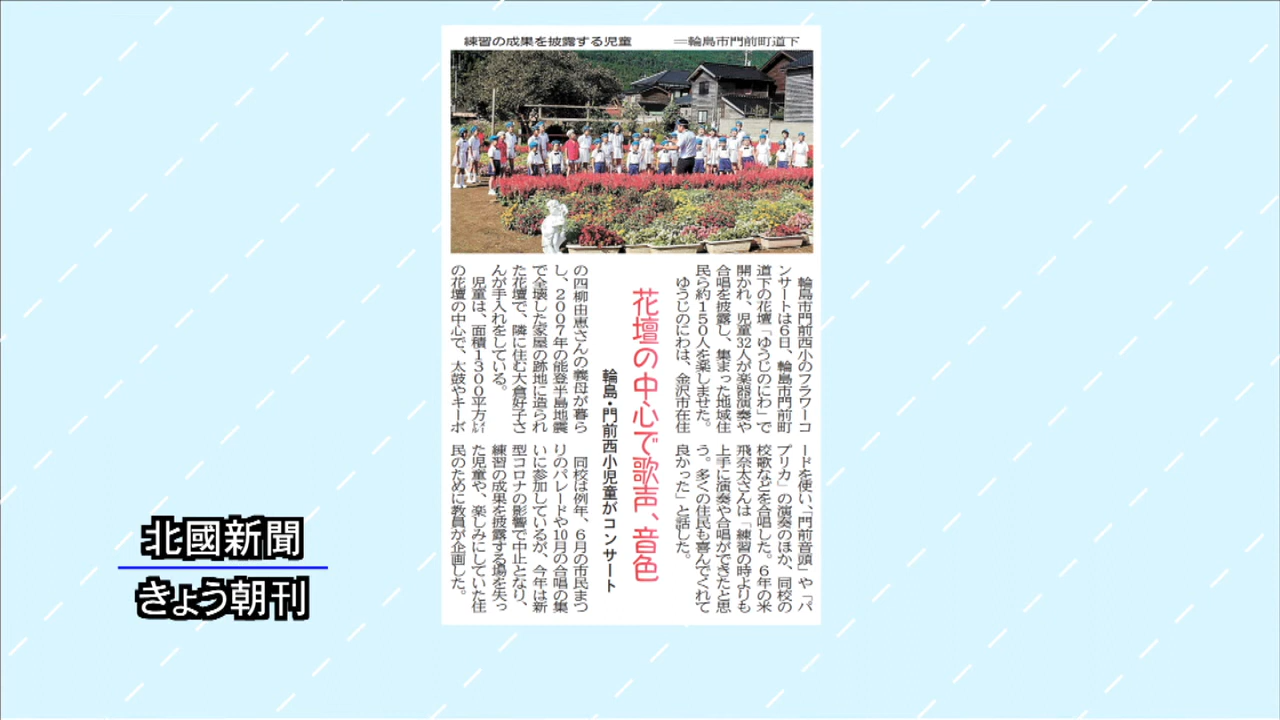 練習の成果を披露する児童　＝輪島市門前町道下
花壇の中心で歌声、音色
輪島・門前西小児童がコンサート
輪島市門前西小のフラワーコ
ンサートは6日、輪島市門前町
道下の花壇「ゆうじのにわ」で
開かれ、児童32人が楽器演奏や
合唱を披露し、集まった地域住
民ら約150人を楽しませた。
ゆうじのにわは、金沢市在住
の四柳由恵さんの義母が暮ら
し、2007年の能登半島地震
で全壊した家屋の跡地に造られ
た花壇で、隣に住む大倉好子さ
んが手入れをしている。
児童は、面積1300平方㍍
の花壇の中心で、太鼓やキーボ
ードを使い、「門前音頭」や「パ
プリカ」の演奏のほか、同校の
校歌などを合唱した。6年の米
飛奈太さんは「練習の時よりも
上手に演奏や合唱ができたと思
う。多くの住民も喜んでくれて
良かった」と話した。
同校は例年、6月の市民まつ
りのパレードや10月の合唱の集
いに参加しているが、今年は新
型コロナの影響で中止となり、
練習の成果を披露する場を失っ
た児童や、楽しみにしていた住
民のために教員が企画した。
北國新聞
きょう朝刊